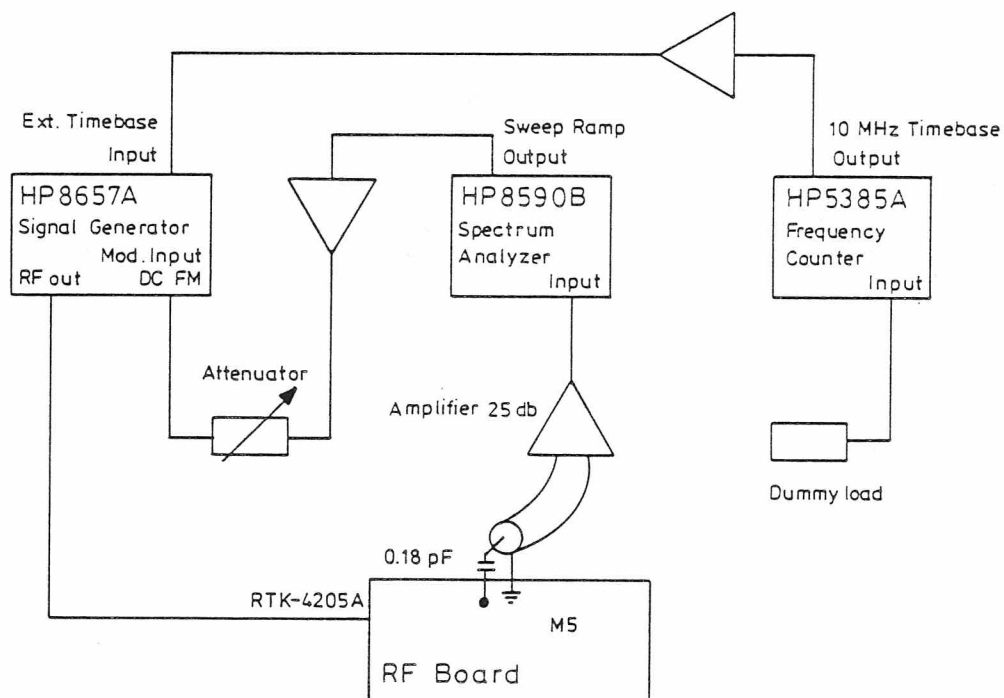 Ext. Timebase
Input
Sweep Ramp
Output
10 MHz Timebase
Output
HP8657A
Signal Generator
Mod. Input
RF out DC FM
HP8590B
Spectrum
Analyzer
Input
HP5385A
Frequency
Counter
Input
Attenuator
Amplifier 25 db
Dummy load
0.18 pF
RTK-4205A
M5
RF Board